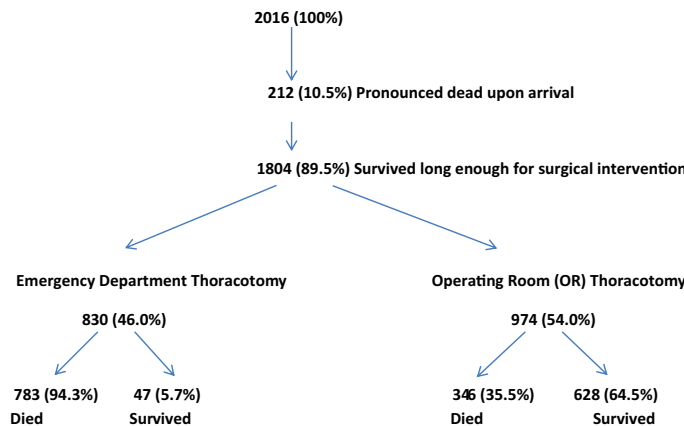 2016 (100%)
212 (10.5%) Pronounced dead upon arrival
1804 (89.5%) Survived long enough for surgical intervention
Emergency Department Thoracotomy
830 (46.0%)
783 (94.3%)
Died
47 (5.7%)
Survived
Operating Room (OR) Thoracotomy
974 (54.0%)
346 (35.5%)
Died
628 (64.5%)
Survived